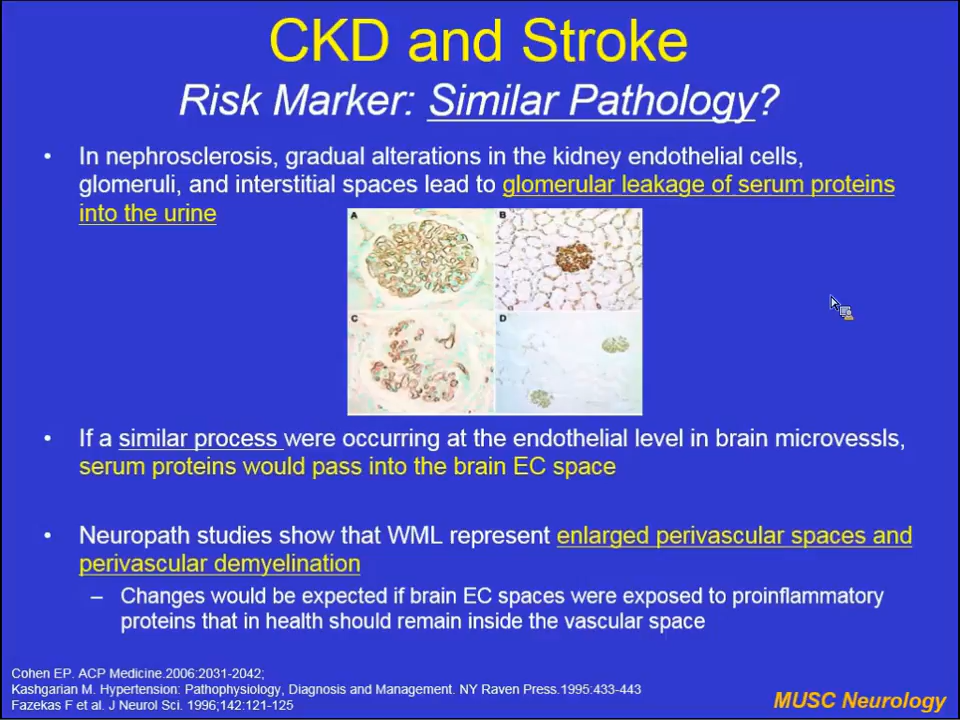 CKD and Stroke
Risk Marker: Similar Pathology?
• In nephrosclerosis, gradual alterations in the kidney endothelial cells,
glomeruli, and interstitial spaces lead to glomerular leakage of serum proteins
into the urine
A
B
C
D
• If a similar process were occurring at the endothelial level in brain microvessls,
serum proteins would pass into the brain EC space
• Neuropath studies show that WML represent enlarged perivascular spaces and
perivascular demyelination
– Changes would be expected if brain EC spaces were exposed to proinflammatory
proteins that in health should remain inside the vascular space
Cohen EP. ACP Medicine.2006:2031-2042;
Kashgarian M. Hypertension: Pathophysiology, Diagnosis and Management. NY Raven Press.1995:433-443
Fazekas F et al. J Neurol Sci. 1996;142:121-125
MUSC Neurology